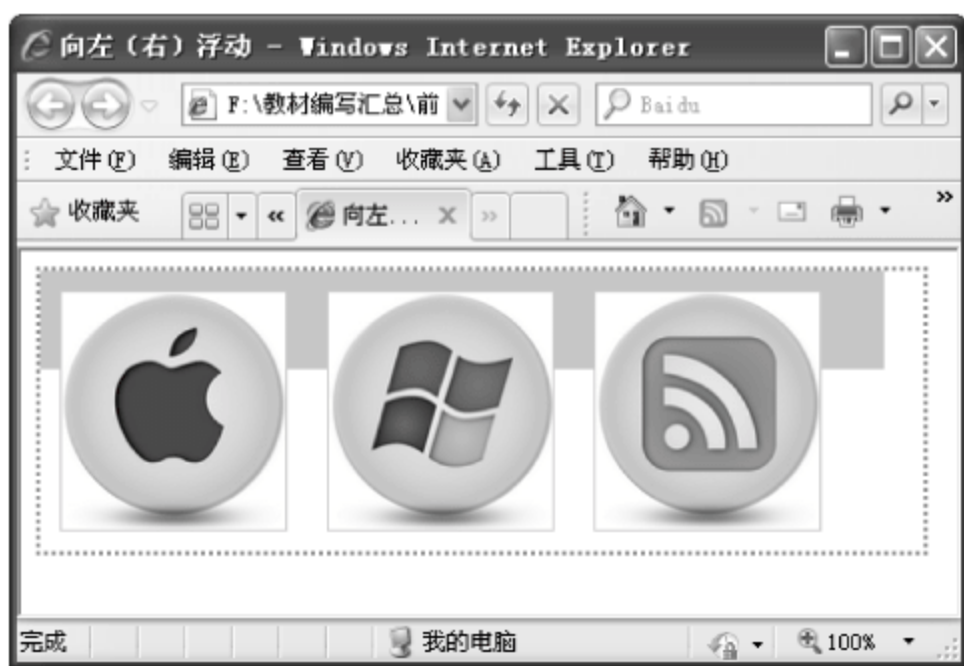 向左（右）浮动 - Windows Internet Explorer
F:\教材编写汇总\前
Baidu
文件(F) 编辑(E) 查看(V) 收藏夹(A) 工具(T) 帮助(H)
收藏夹
向左...
完成
我的电脑
100%